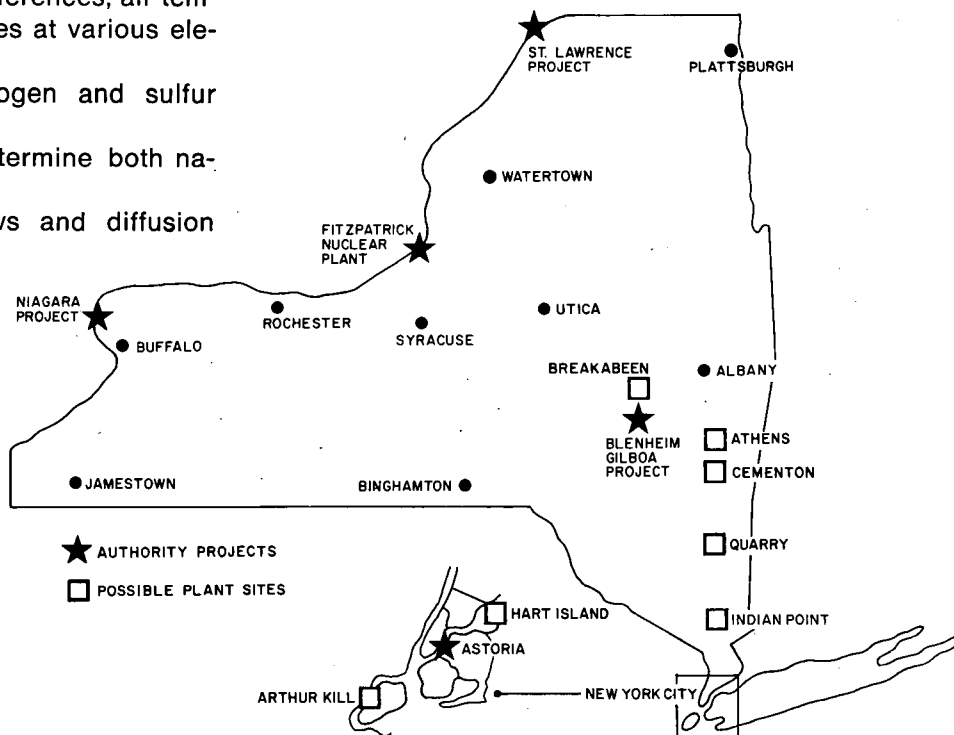 erences, air tem-
es at various ele-
ogen and sulfur
termine both na-
vs and diffusion
ST. LAWRENCE
PROJECT
PLATTSBURGH
WATERTOWN
FITZPATRICK
NUCLEAR
PLANT
NIAGARA
PROJECT
ROCHESTER
UTICA
SYRACUSE
BUFFALO
BREAKABEEN
ALBANY
BLENHEIM
GILBOA
PROJECT
ATHENS
CEMENTON
JAMESTOWN
BINGHAMTON
QUARRY
AUTHORITY PROJECTS
POSSIBLE PLANT SITES
HART ISLAND
INDIAN POINT
ASTORIA
ARTHUR KILL
NEW YORK CITY